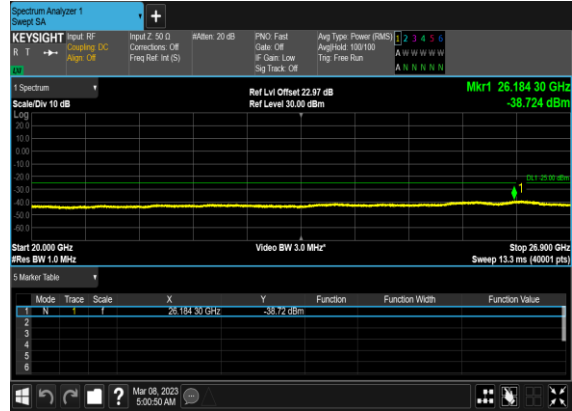 Spectrum Analyzer 1
Swept SA
+
KEYSIGHT Input: RF Input Z: 50 Ω #Atten: 20 dB PNO: Fast Avg Type: Power (RMS) 1 2 3 4 5 6
R T Coupling: DC Corrections: Off Gate: Off Avg|Hold: 100/100 A W W W W W
Align: Off Freq Ref: Int (S) IF Gain: Low Trig: Free Run
Sig Track: Off A N N N N N
1 Spectrum
Ref Lvl Offset 22.97 dB Mkr1 26.184 30 GHz
Scale/Div 10 dB Ref Level 30.00 dBm -38.724 dBm
Log
20.0
10.0
0.00
-10.0
-20.0
DL1 -25.00 dBm
-30.0
1
-40.0
-50.0
-60.0
Start 20.000 GHz Video BW 3.0 MHz* Stop 26.900 GHz
#Res BW 1.0 MHz Sweep 13.3 ms (40001 pts)
5 Marker Table
Mode Trace Scale X Y Function Function Width Function Value
1 N 1 f 26.184 30 GHz -38.72 dBm
2
3
4
5
6
? Mar 08, 2023
5:00:50 AM